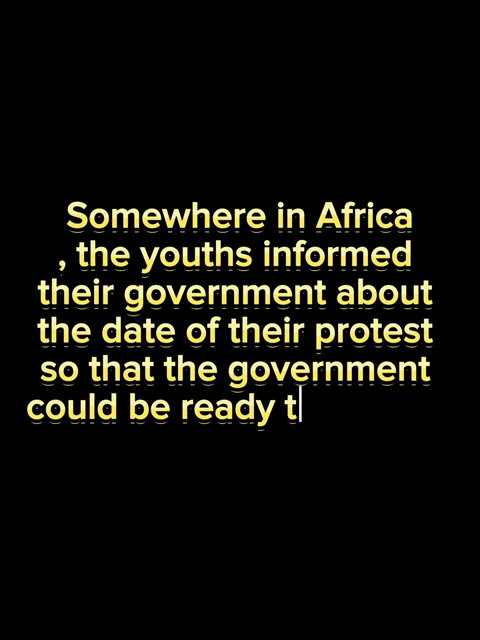 Somewhere in Africa
, the youths informed
their government about
the date of their protest
so that the government
could be ready t